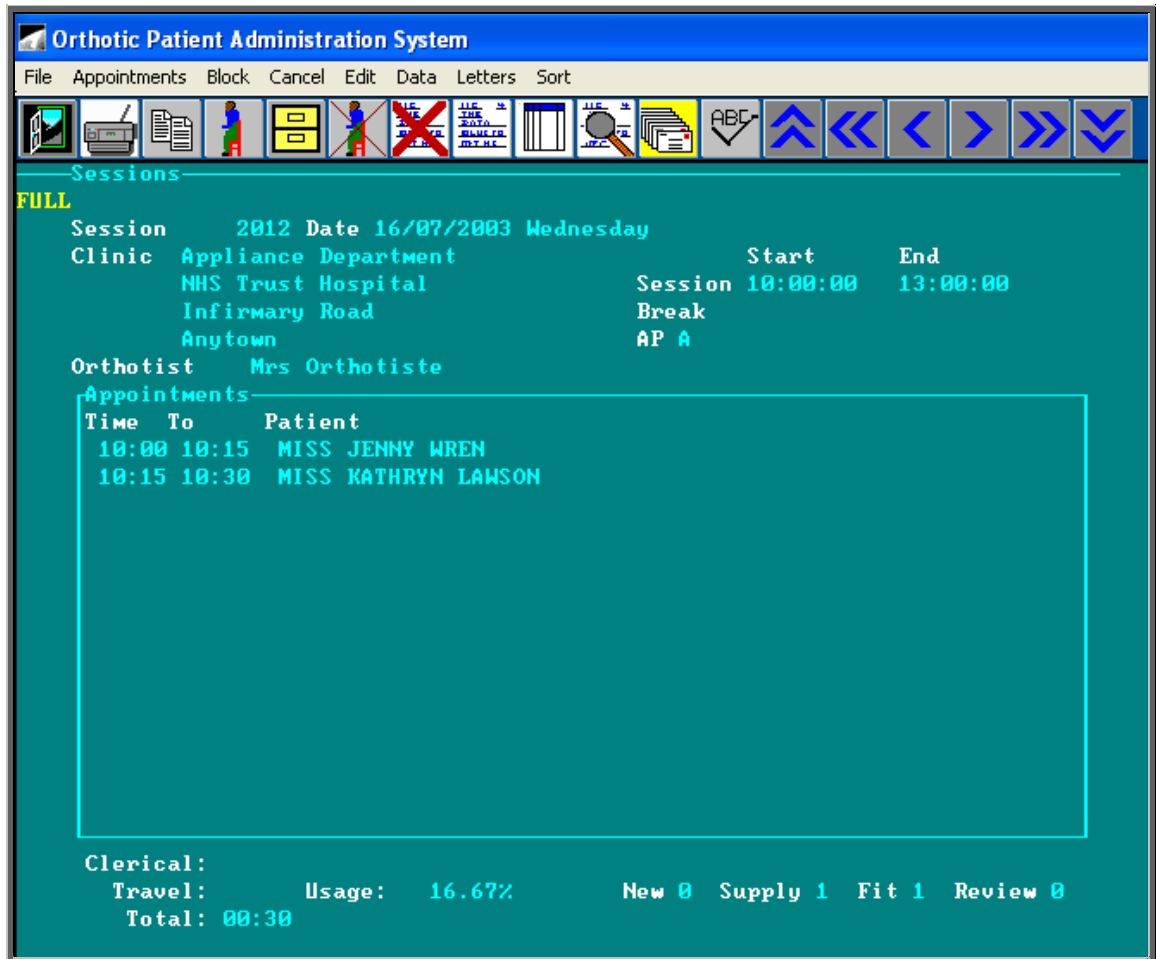 Orthotic Patient Administration System
File Appointments Block Cancel Edit Data Letters Sort
ABC
Sessions
FULL
Session 2012 Date 16/07/2003 Wednesday
Clinic Appliance Department Start End
NHS Trust Hospital Session 10:00:00 13:00:00
Infirmary Road Break
Anytown AP A
Orthotist Mrs Orthotiste
Appointments
Time To Patient
10:00 10:15 MISS JENNY WREN
10:15 10:30 MISS KATHRYN LAWSON
Clerical:
Travel: Usage: 16.67% New 0 Supply 1 Fit 1 Review 0
Total: 00:30